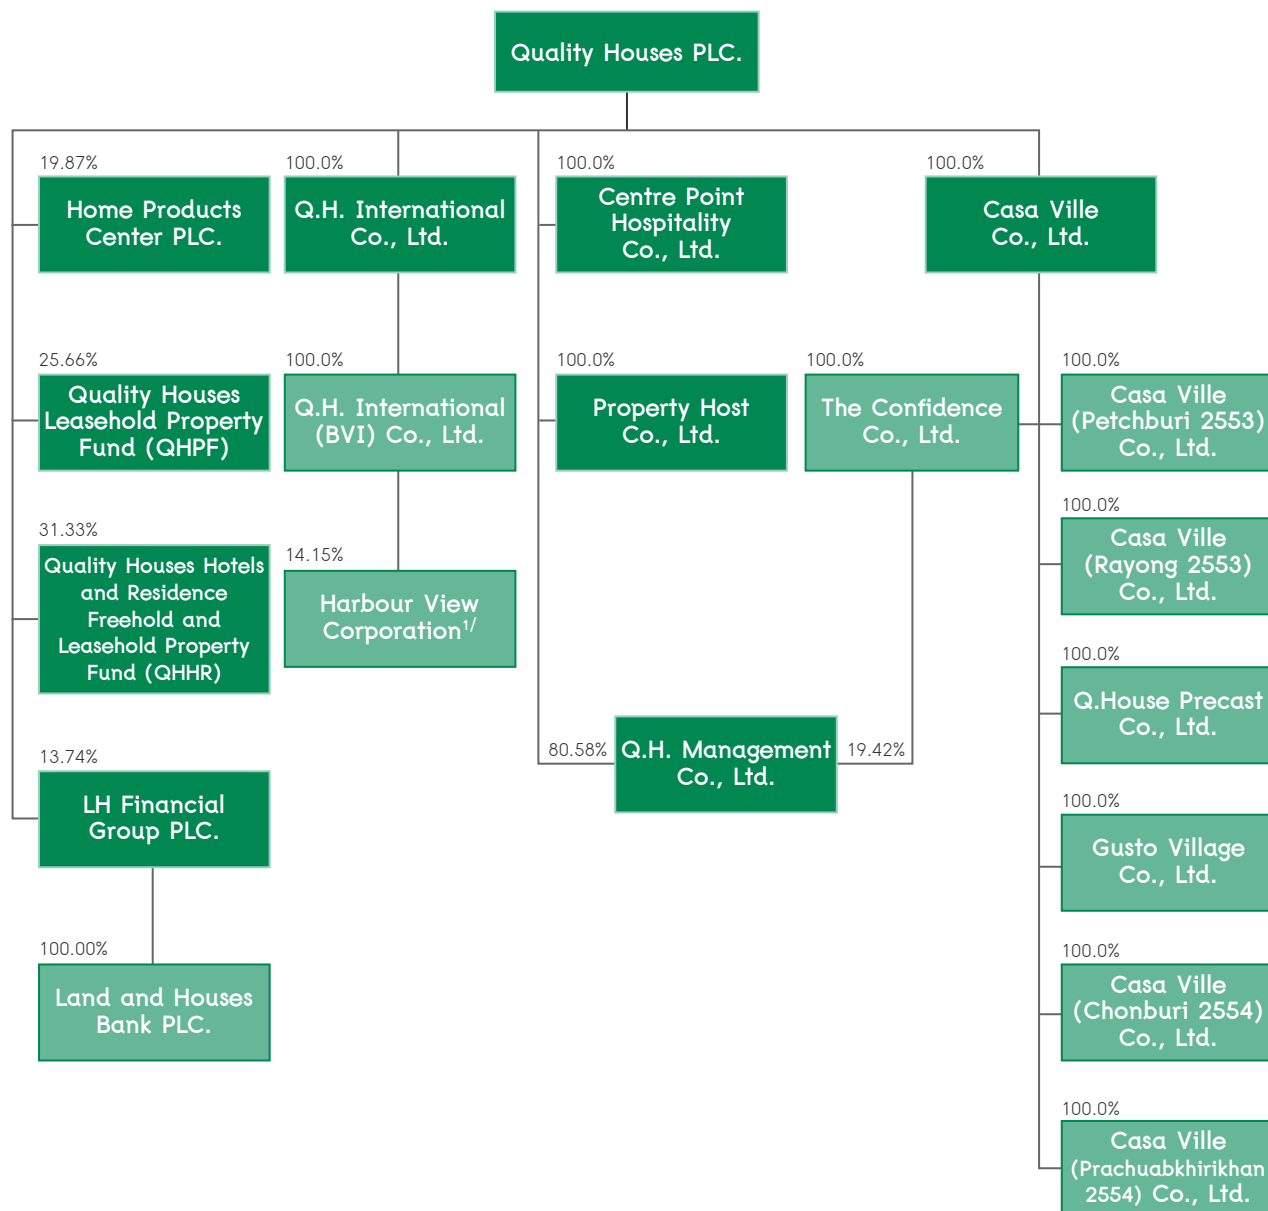 Quality Houses PLC.
19.87%
Home Products
Center PLC.
100.0%
Q.H. International
Co., Ltd.
100.0%
Centre Point
Hospitality
Co., Ltd.
100.0%
Casa Ville
Co., Ltd.
25.66%
Quality Houses
Leasehold Property
Fund (QHPF)
100.0%
Q.H. International
(BVI) Co., Ltd.
100.0%
Property Host
Co., Ltd.
100.0%
The Confidence
Co., Ltd.
100.0%
Casa Ville
(Petchburi 2553)
Co., Ltd.
31.33%
Quality Houses Hotels
and Residence
Freehold and
Leasehold Property
Fund (QHHR)
14.15%
Harbour View
Corporation¹/
100.0%
Casa Ville
(Rayong 2553)
Co., Ltd.
100.0%
Q.House Precast
Co., Ltd.
13.74%
LH Financial
Group PLC.
80.58%
Q.H. Management
Co., Ltd.
19.42%
100.0%
Gusto Village
Co., Ltd.
100.00%
Land and Houses
Bank PLC.
100.0%
Casa Ville
(Chonburi 2554)
Co., Ltd.
100.0%
Casa Ville
(Prachuabkhirikhan
2554) Co., Ltd.